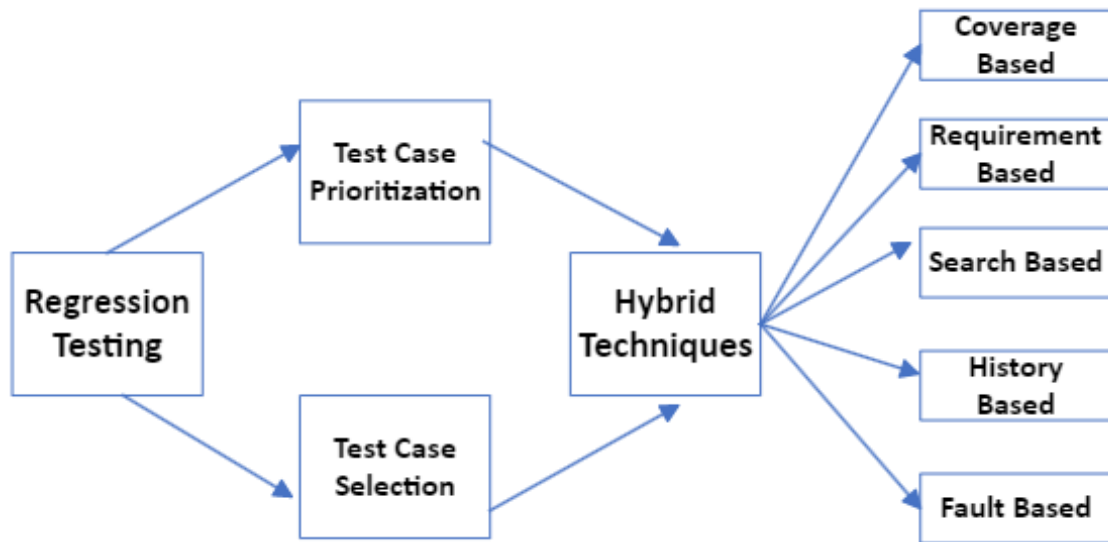 Regression
Testing
Test Case
Prioritization
Test Case
Selection
Hybrid
Techniques
Coverage
Based
Requirement
Based
Search Based
History
Based
Fault Based